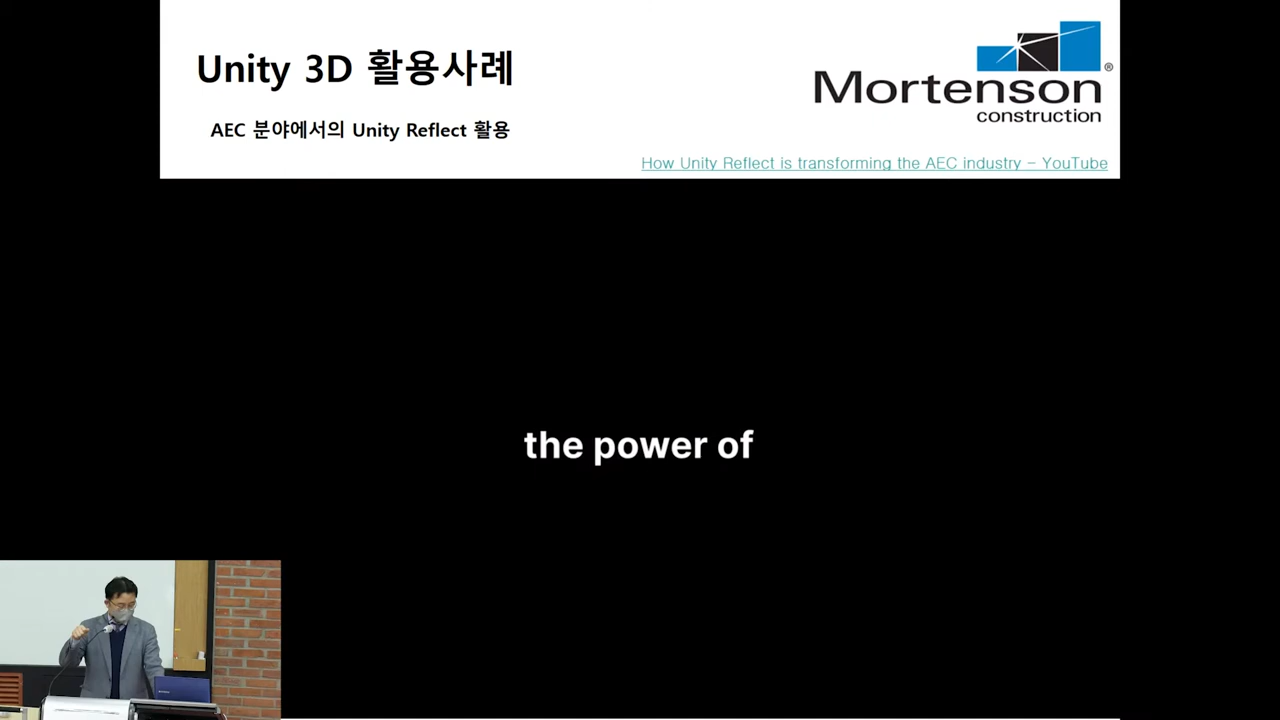 Unity 3D 활용사례
AEC 분야에서의 Unity Reflect 활용
Mortenson®
construction
How Unity Reflect is transforming the AEC industry – YouTube
the power of